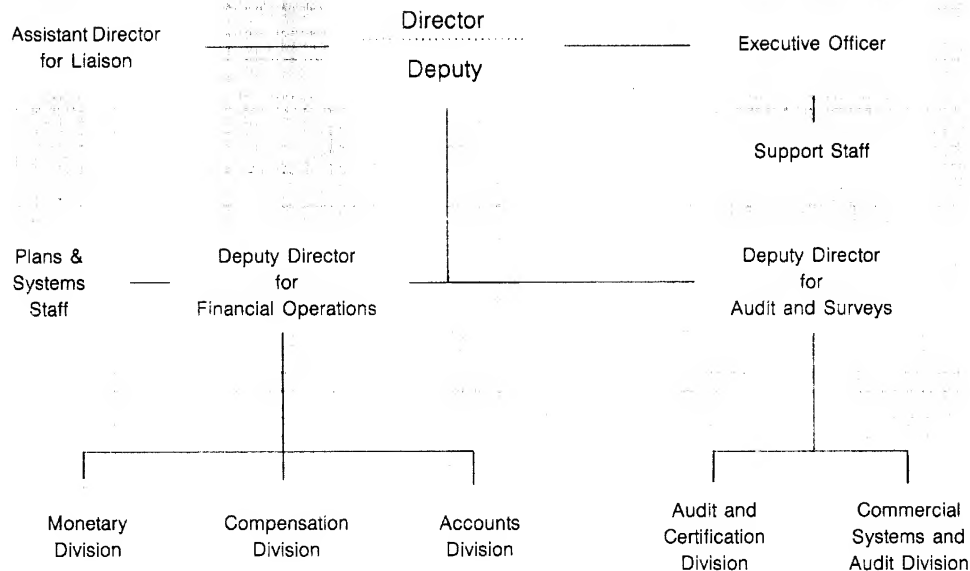 Director
Deputy
Assistant Director
for Liaison
Executive Officer
Support Staff
Plans &
Systems
Staff
Deputy Director
for
Financial Operations
Deputy Director
for
Audit and Surveys
Monetary
Division
Compensation
Division
Accounts
Division
Audit and
Certification
Division
Commercial
Systems and
Audit Division